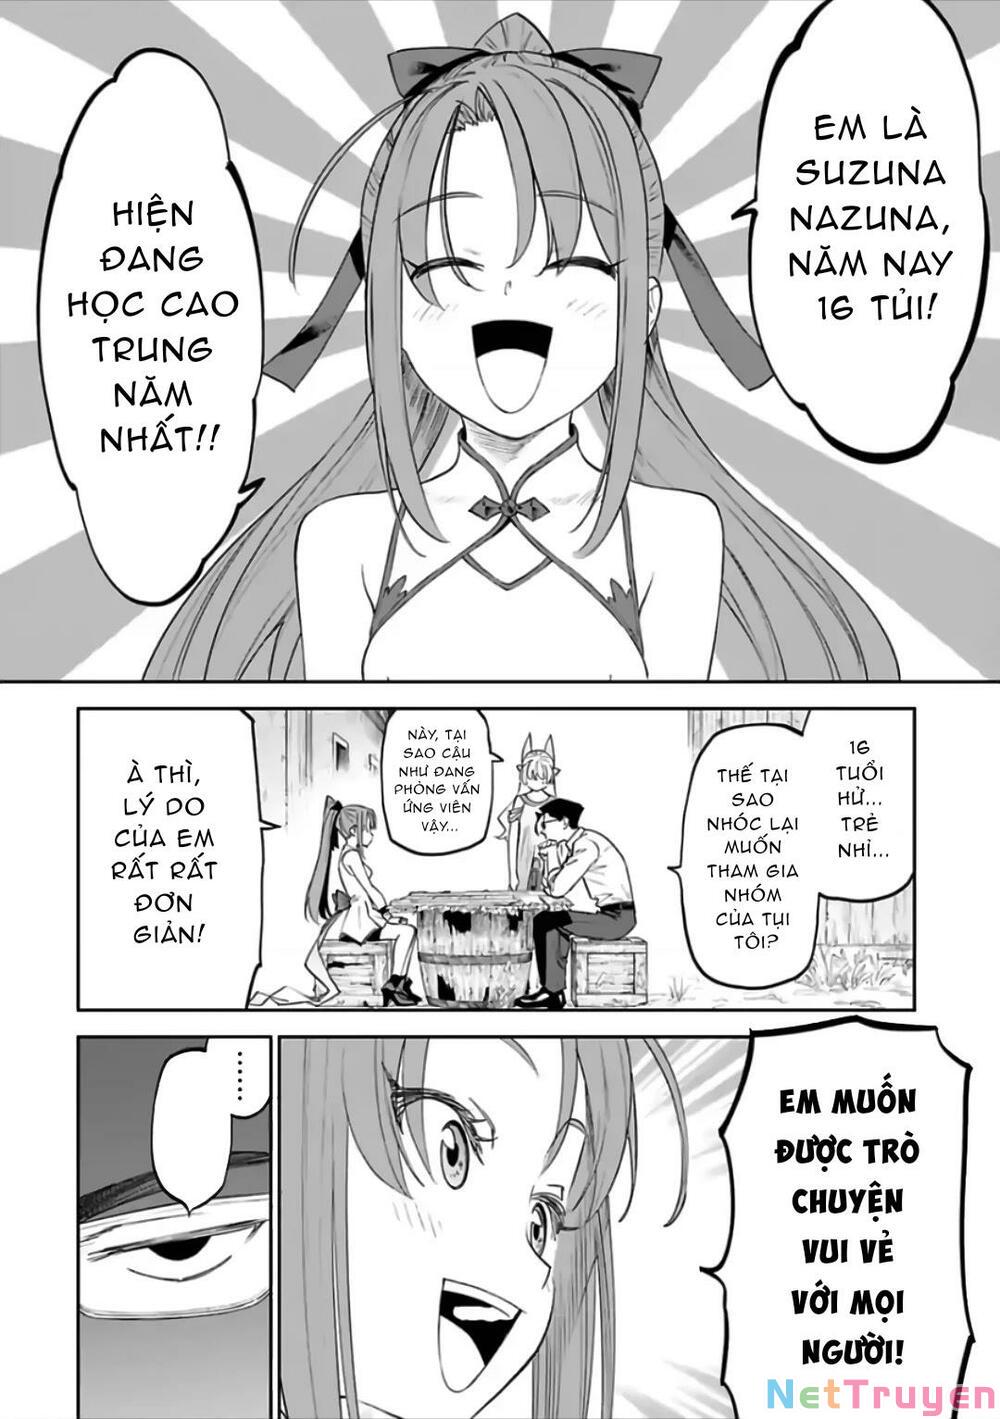 EM LÀ
SUZUNA
NAZUNA,
NĂM NAY
16 TỦI!
HIỆN
ĐANG
HỌC CAO
TRUNG
NĂM
NHẤT!!
16
TUỔI
HỬ...
TRẺ
NHỈ...
THẾ TẠI
SAO
NHÓC LẠI
MUỐN
THAM GIA
NHÓM
CỦA TỤI
TÔI?
NÀY, TẠI
SAO CẬU
NHƯ ĐANG
PHỎNG VẤN
ỨNG VIÊN
VẬY...
À THÌ,
LÝ DO
CỦA EM
RẤT RẤT
ĐƠN
GIẢN!
EM MUỐN
ĐƯỢC TRÒ
CHUYỆN
VUI VẺ
VỚI MỌI
NGƯỜI!
......
NetTruyen